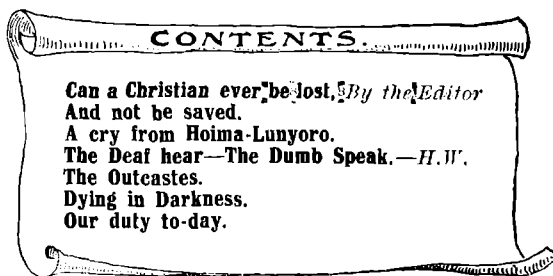 CONTENTS.
Can a Christian ever be lost, By the Editor
And not be saved.
A cry from Hoima-Lunyoro.
The Deaf hear—The Dumb Speak.—H.W.
The Outcastes.
Dying in Darkness.
Our duty to-day.